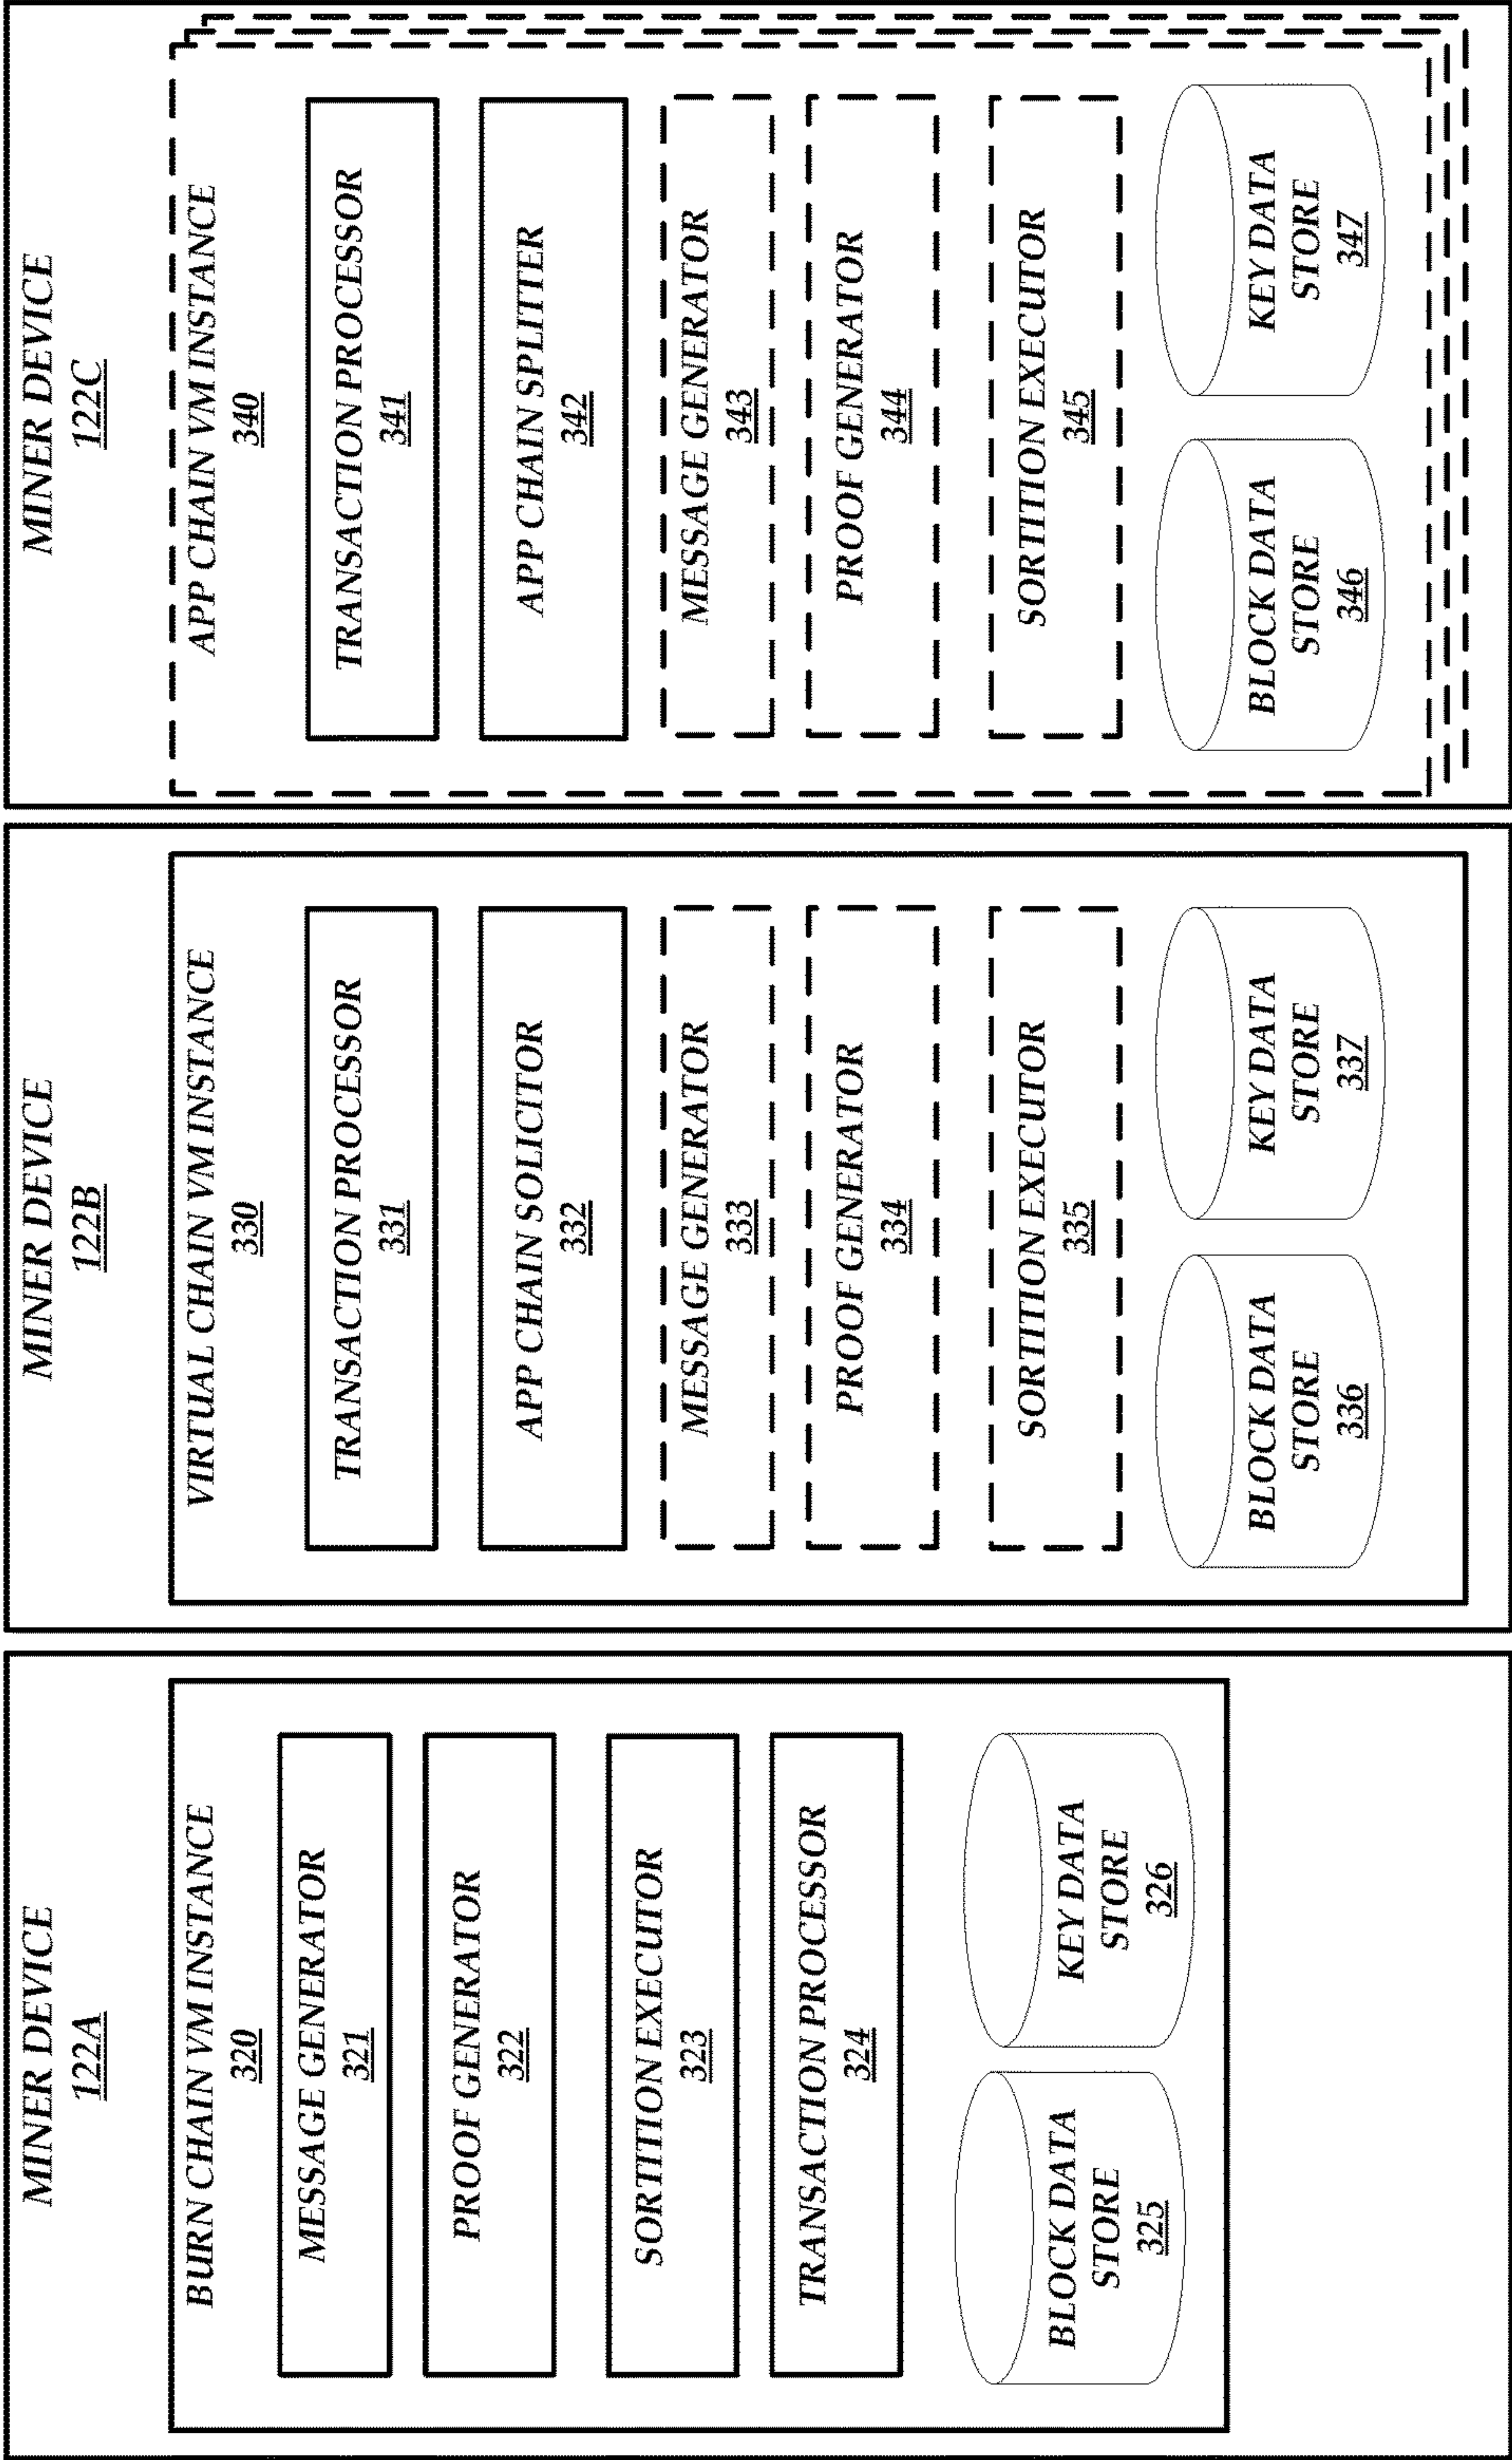 MINER DEVICE
122A
BURN CHAIN VM INSTANCE
320
MESSAGE GENERATOR
321
PROOF GENERATOR
322
SORTITION EXECUTOR
323
TRANSACTION PROCESSOR
324
BLOCK DATA
STORE
325
KEY DATA
STORE
326
MINER DEVICE
122B
VIRTUAL CHAIN VM INSTANCE
330
TRANSACTION PROCESSOR
331
APP CHAIN SOLICITOR
332
MESSAGE GENERATOR
333
PROOF GENERATOR
334
SORTITION EXECUTOR
335
BLOCK DATA
STORE
336
KEY DATA
STORE
337
MINER DEVICE
122C
APP CHAIN VM INSTANCE
340
TRANSACTION PROCESSOR
341
APP CHAIN SPLITTER
342
MESSAGE GENERATOR
343
PROOF GENERATOR
344
SORTITION EXECUTOR
345
BLOCK DATA
STORE
346
KEY DATA
STORE
347